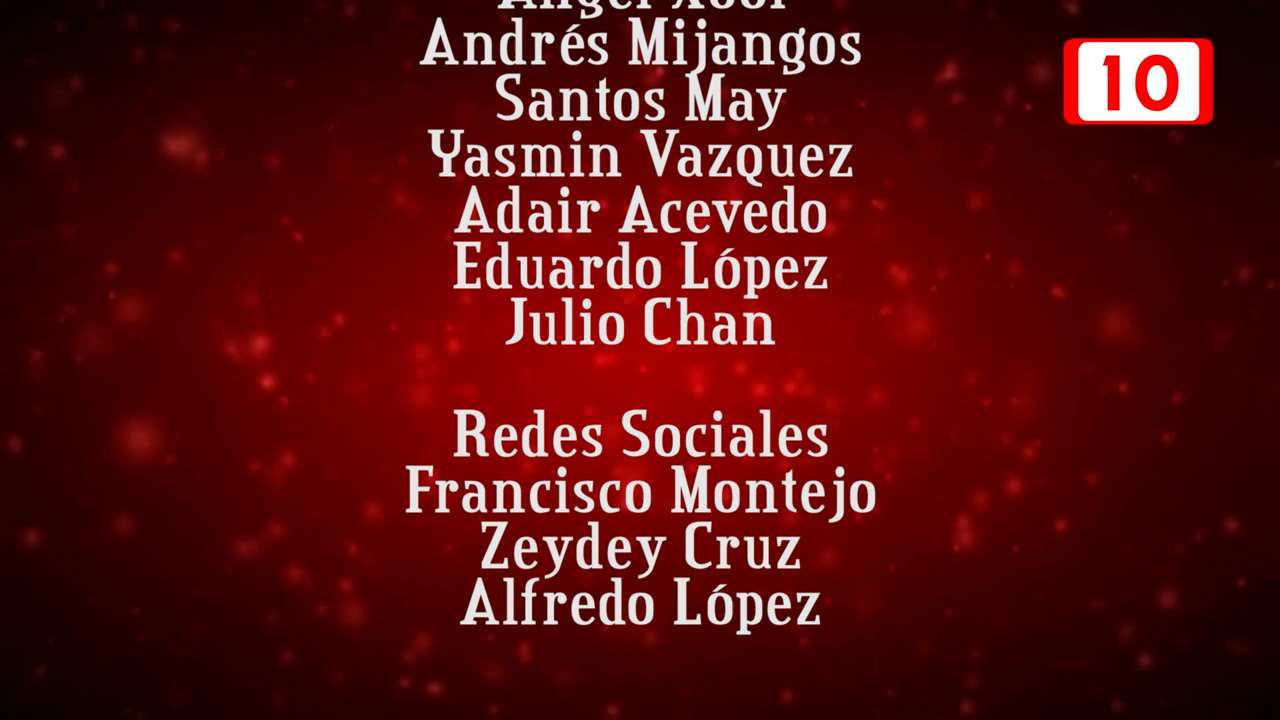 10
Andrés Mijangos
Santos May
Yasmin Vazquez
Adair Acevedo
Eduardo López
Julio Chan
Redes Sociales
Francisco Montejo
Zeydey Cruz
Alfredo López